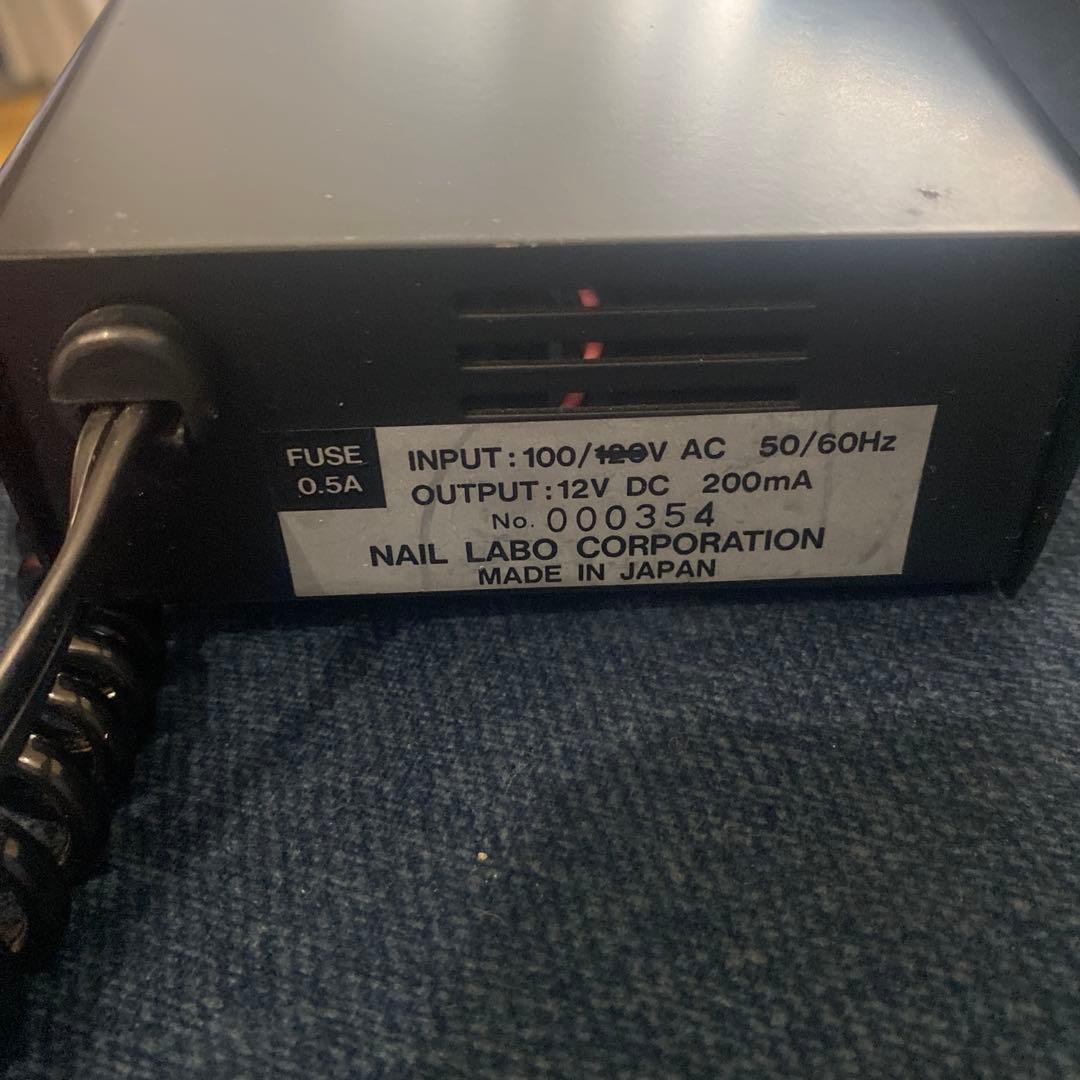 FUSE
0.5A
INPUT : 100/120V AC 50/60Hz
OUTPUT : 12V DC 200mA
No. 000354
NAIL LABO CORPORATION
MADE IN JAPAN